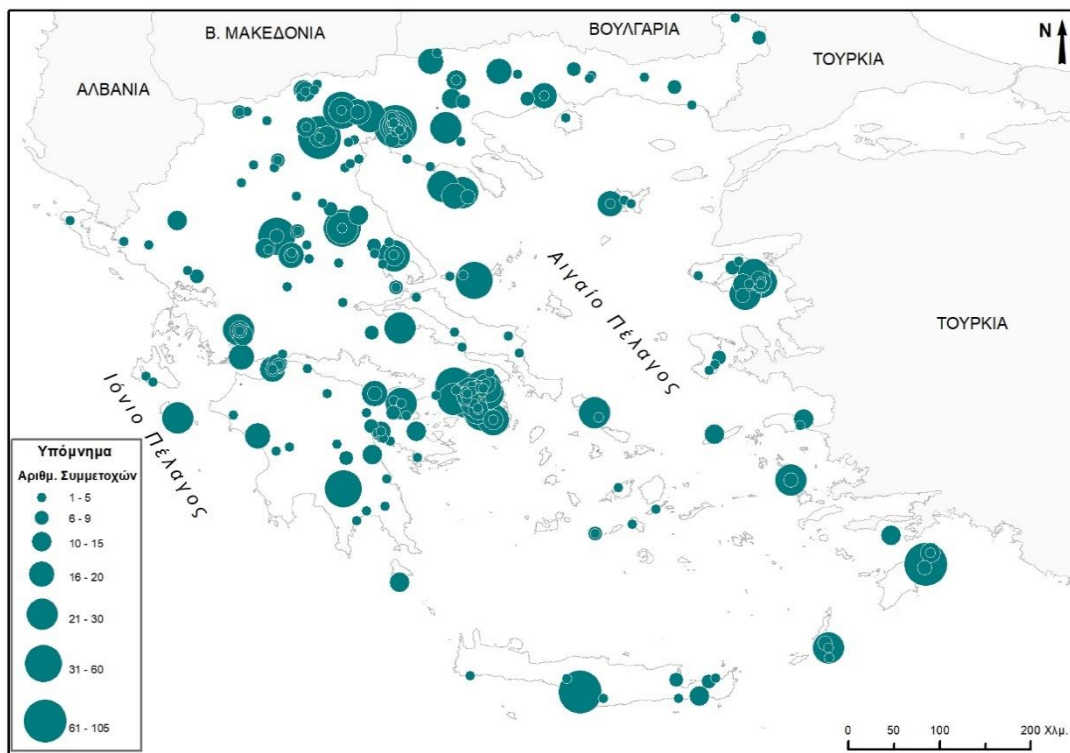 Β. ΜΑΚΕΔΟΝΙΑ
ΒΟΥΛΓΑΡΙΑ
Ν
ΤΟΥΡΚΙΑ
ΑΛΒΑΝΙΑ
Αιγαίο Πέλαγος
ΤΟΥΡΚΙΑ
Ιόνιο Πέλαγος
Υπόμνημα
Αριθμ. Συμμετοχών
1 - 5
6 - 9
10 - 15
16 - 20
21 - 30
31 - 60
61 - 105
0 50 100 200 Χλμ.